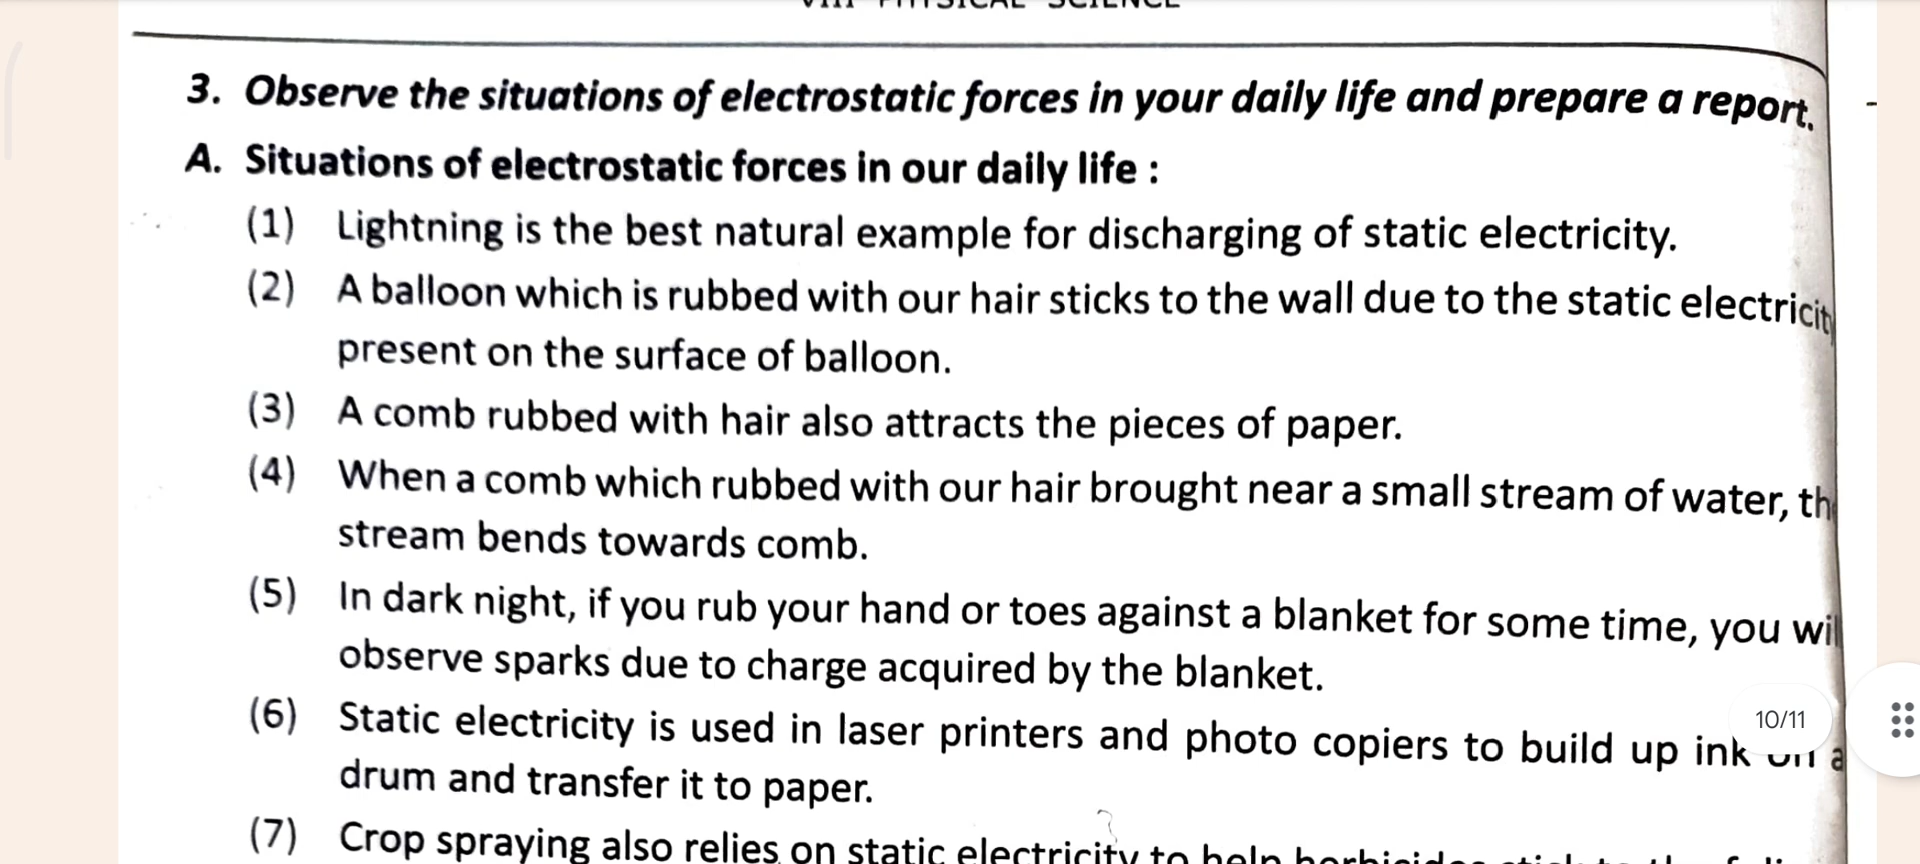 VIII PHYSICAL SCIENCE
3. Observe the situations of electrostatic forces in your daily life and prepare a report.
A. Situations of electrostatic forces in our daily life :
(1) Lightning is the best natural example for discharging of static electricity.
(2) A balloon which is rubbed with our hair sticks to the wall due to the static electricity
present on the surface of balloon.
(3) A comb rubbed with hair also attracts the pieces of paper.
(4) When a comb which rubbed with our hair brought near a small stream of water, the
stream bends towards comb.
(5) In dark night, if you rub your hand or toes against a blanket for some time, you wil
observe sparks due to charge acquired by the blanket.
(6) Static electricity is used in laser printers and photo copiers to build up ink on a
10/11
drum and transfer it to paper.
(7) Crop spraying also relies on static electricity to help